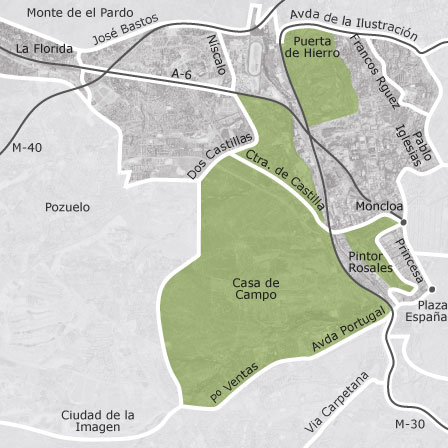 Monte de el Pardo
José Bastos
Avda de la Ilustración
La Florida
Niscalo
Puerta
de Hierro
Francos Rguez
A-6
Pablo
Iglesias
M-40
Dos Castillas
Ctra. de Castilla
Pozuelo
Moncloa
Princesa
Pintor
Rosales
Casa de
Campo
Plaza
España
Avda Portugal
Pº Ventas
Via Carpetana
Ciudad de la
Imagen
M-30